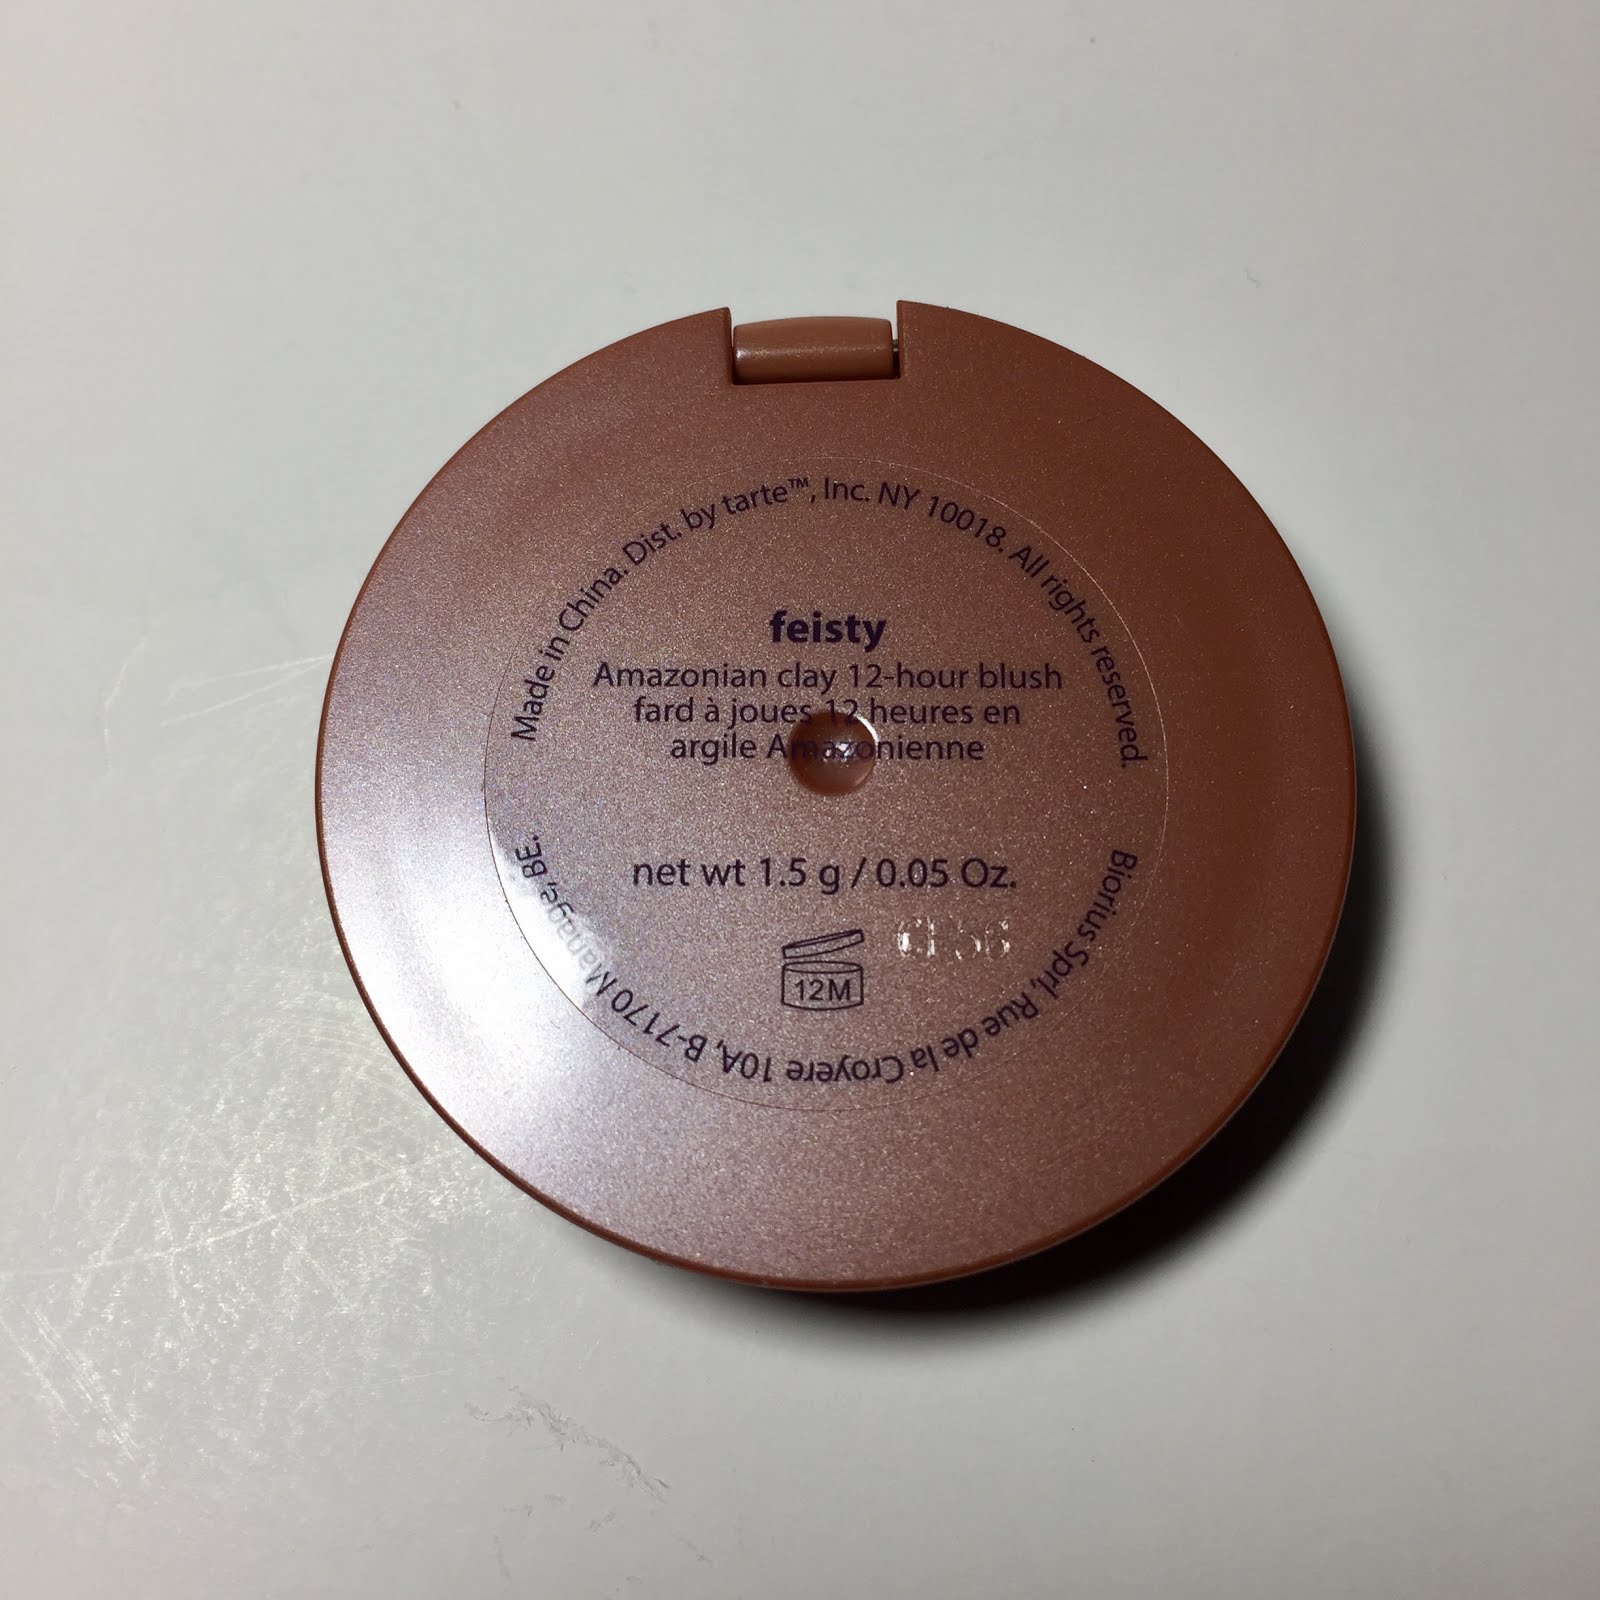 Made in China. Dist. by tarte™, Inc. NY 10018. All rights reserved.
feisty
Amazonian clay 12-hour blush
fard à joues 12 heures en
argile Amazonienne
net wt 1.5 g / 0.05 Oz.
12M
Biorius Sprl, Rue de la Croyere 10A, B-7170 Manage, BE.